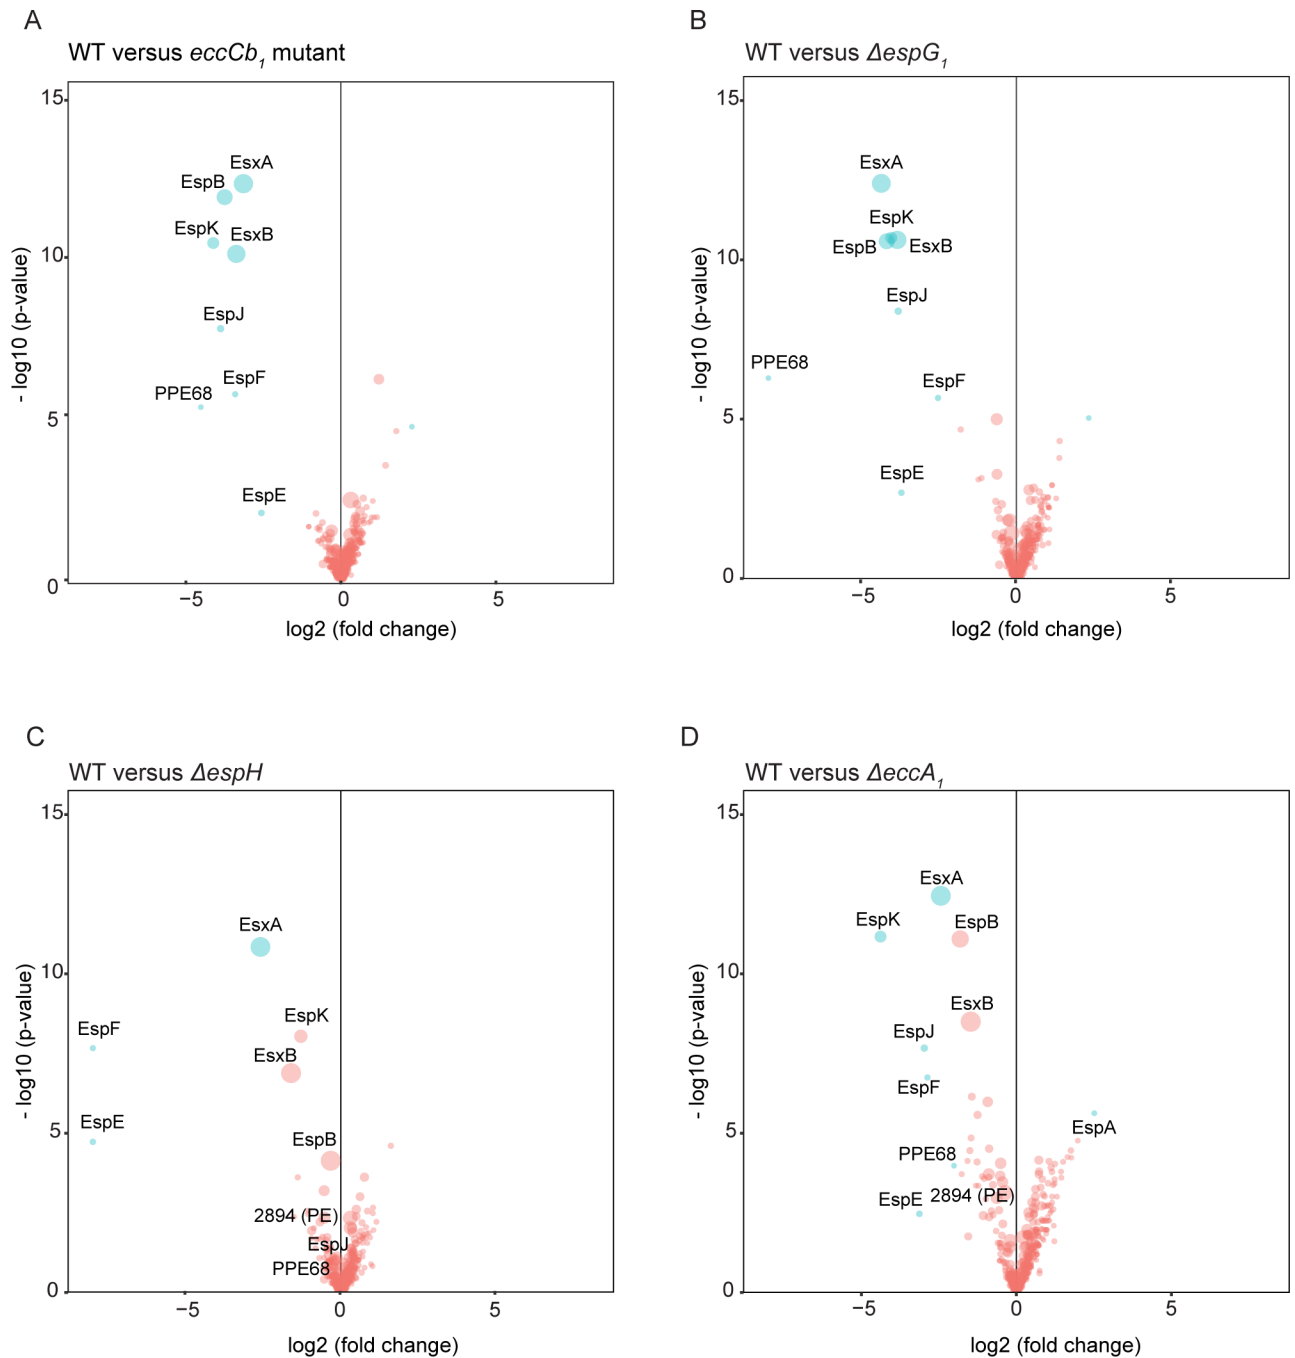 A
WT versus eccCb1 mutant
15
10
5
0
−5
0
5
- log10 (p-value)
log2 (fold change)
EsxA
EspB
EspK
EsxB
EspJ
EspF
PPE68
EspE
B
WT versus ΔespG1
15
10
5
0
−5
0
5
- log10 (p-value)
log2 (fold change)
EsxA
EspK
EspB
EsxB
EspJ
PPE68
EspF
EspE
C
WT versus ΔespH
15
10
5
0
−5
0
5
- log10 (p-value)
log2 (fold change)
EsxA
EspK
EspF
EsxB
EspE
EspB
2894 (PE)
EspJ
PPE68
D
WT versus ΔeccA1
15
10
5
0
−5
0
5
- log10 (p-value)
log2 (fold change)
EsxA
EspK
EspB
EsxB
EspJ
EspF
EspA
PPE68
EspE
2894 (PE)